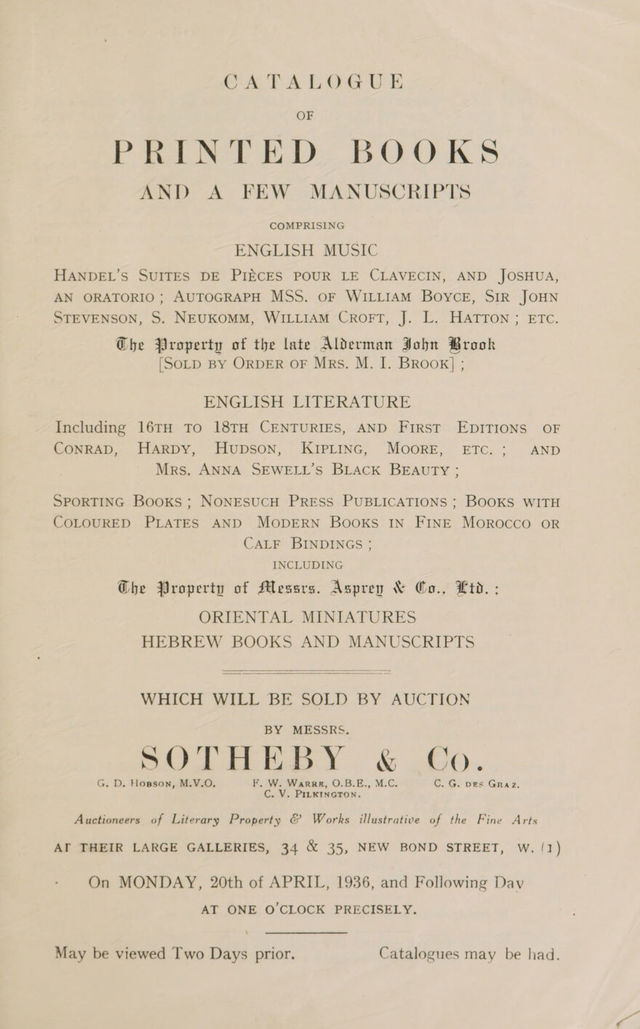 CATALOGUE
OF
PRINTED BOOKS
AND A FEW MANUSCRIPTS
COMPRISING
ENGLISH MUSIC
HANDEL'S SUITES DE PIÈCES POUR LE CLAVECIN, AND JOSHUA,
AN ORATORIO; AUTOGRAPH MSS. OF WILLIAM BOYCE, SIR JOHN
STEVENSON, S. NEUKOMM, WILLIAM CROFT, J. L. HATTON; ETC.
The Property of the late Alderman John Brook
[SOLD BY ORDER OF MRS. M. I. BROOK];
ENGLISH LITERATURE
Including 16TH TO 18TH CENTURIES, AND FIRST EDITIONS OF
CONRAD, HARDY, HUDSON, KIPLING, MOORE, ETC.; AND
MRS. ANNA SEWELL'S BLACK BEAUTY;
SPORTING BOOKS; NONESUCH PRESS PUBLICATIONS; BOOKS WITH
COLOURED PLATES AND MODERN BOOKS IN FINE MOROCCO OR
CALF BINDINGS;
INCLUDING
The Property of Messrs. Asprey & Co., Ltd.:
ORIENTAL MINIATURES
HEBREW BOOKS AND MANUSCRIPTS
WHICH WILL BE SOLD BY AUCTION
BY MESSRS.
SOTHEBY & Co.
G. D. HOBSON, M.V.O. F. W. WARRE, O.B.E., M.C. C. G. DES GRAZ.
C. V. PILKINGTON.
Auctioneers of Literary Property & Works illustrative of the Fine Arts
AT THEIR LARGE GALLERIES, 34 & 35, NEW BOND STREET, W.(1)
On MONDAY, 20th of APRIL, 1936, and Following Day
AT ONE O'CLOCK PRECISELY.
May be viewed Two Days prior. Catalogues may be had.